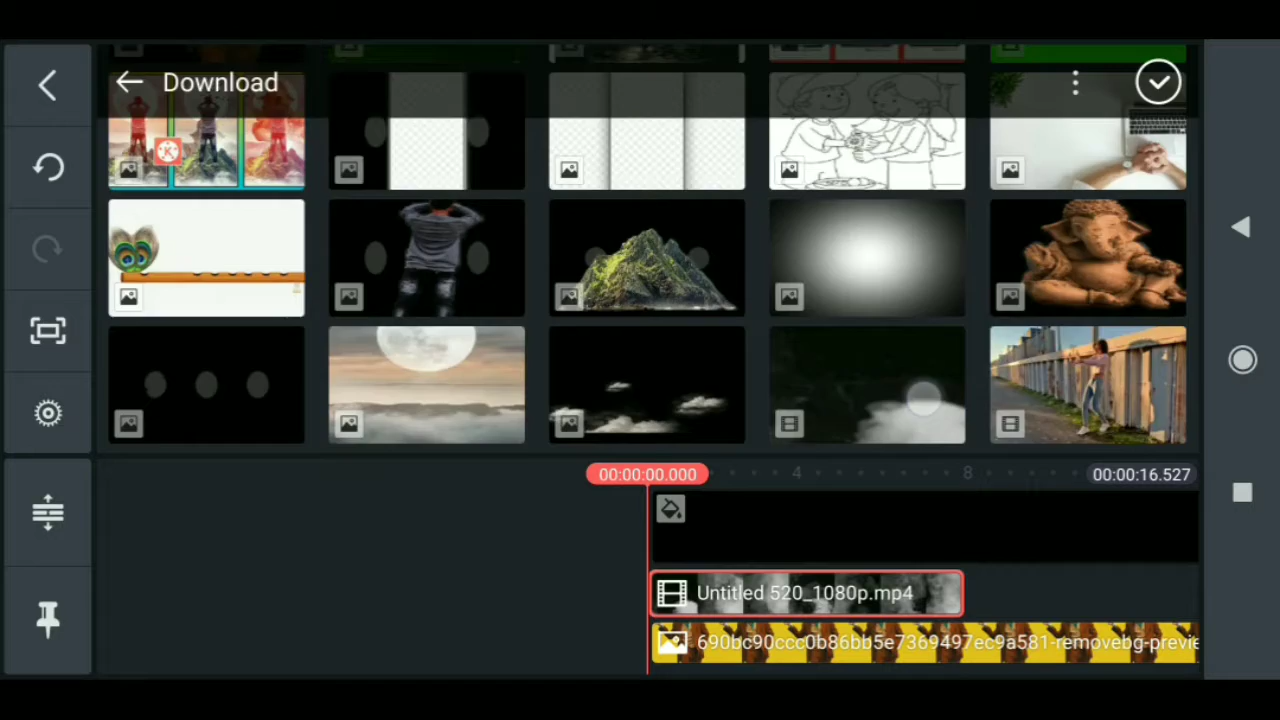 Download
00:00:00.000
4
8
00:00:16.527
Untitled 520_1080p.mp4
690bc90ccc0b86bb5e7369497ec9a581-removebg-previe